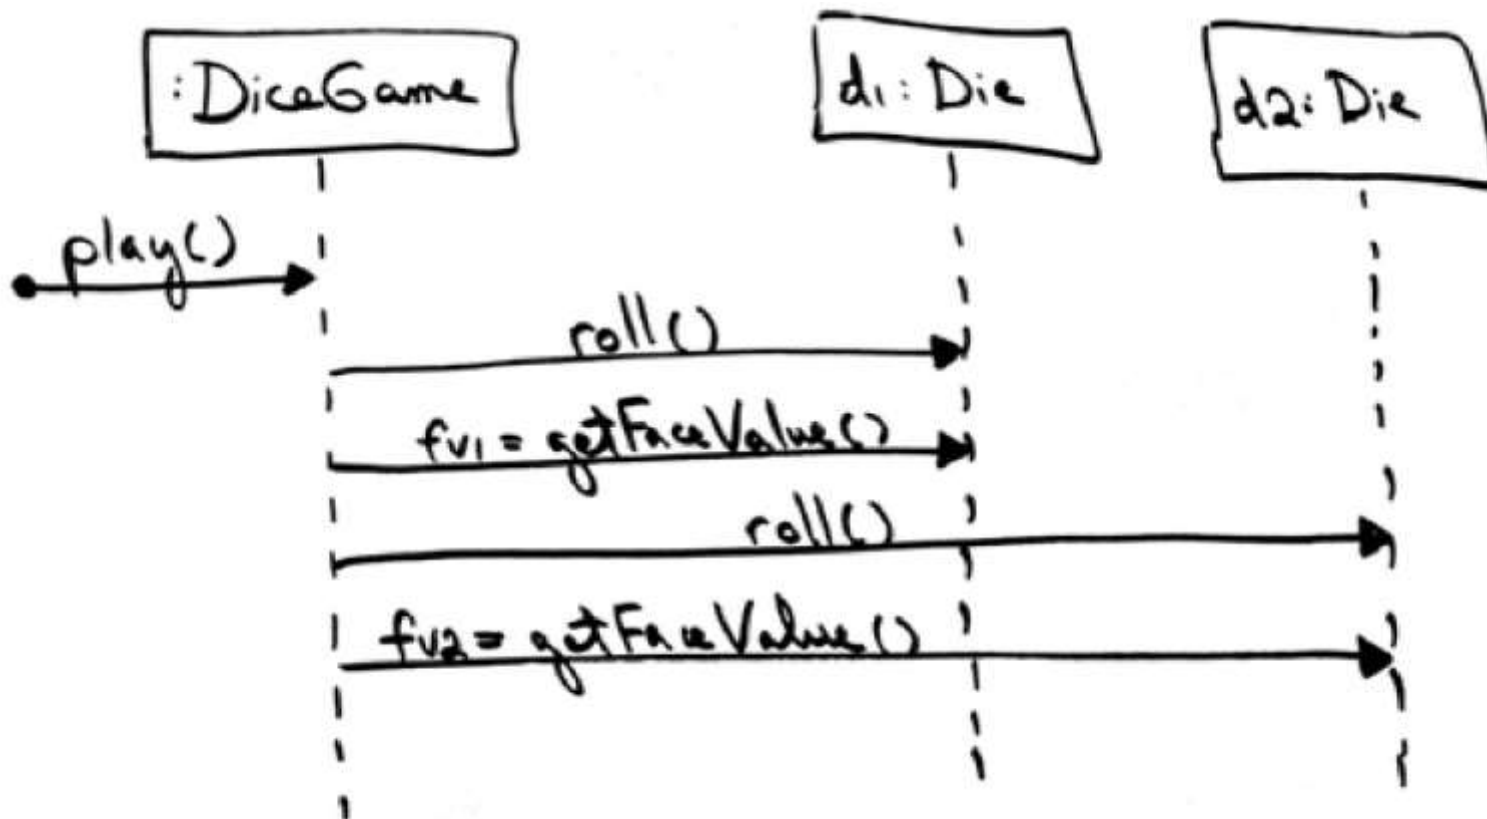 :DiceGame
d1: Die
d2: Die
play()
roll()
fv1 = getFaceValue()
roll()
fv2 = getFaceValue()